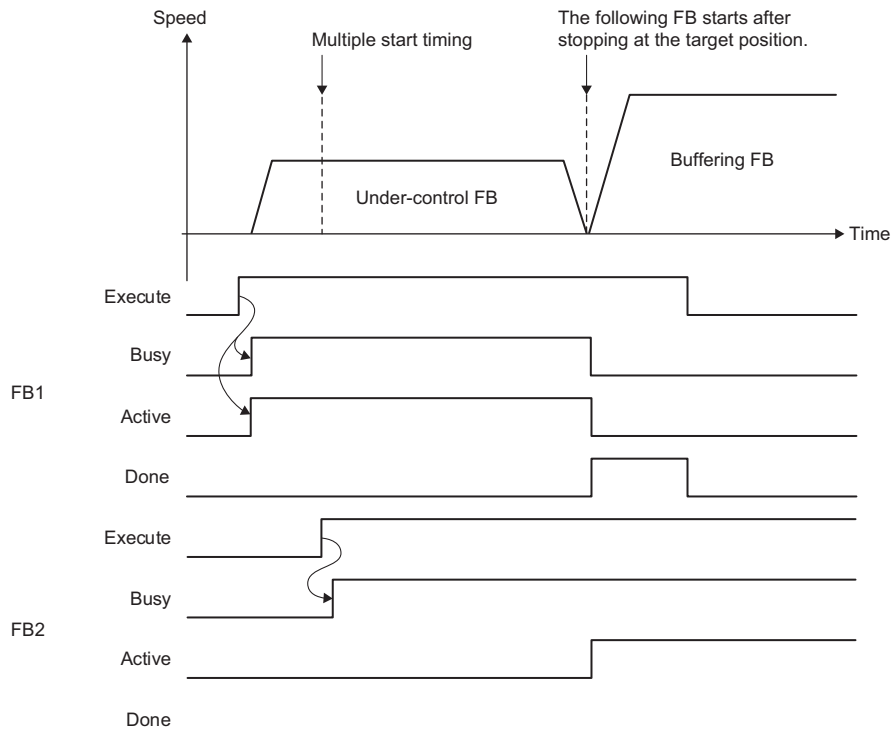 Speed
Multiple start timing
The following FB starts after
stopping at the target position.
Under-control FB
Buffering FB
Time
FB1
Execute
Busy
Active
Done
FB2
Execute
Busy
Active
Done